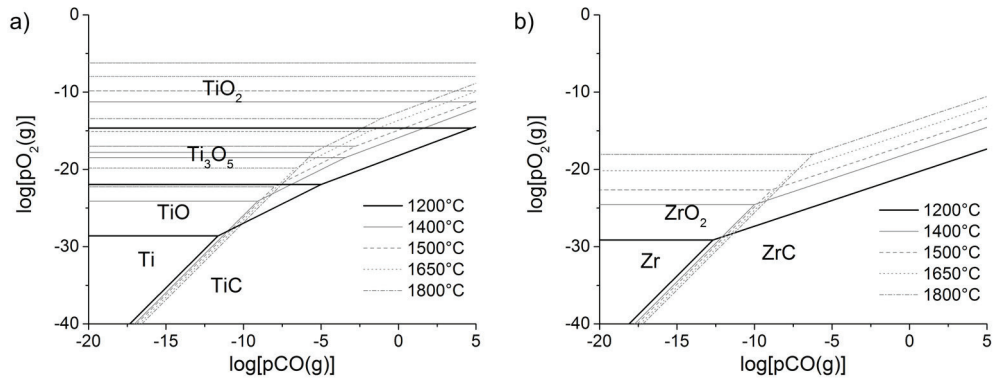 a)
log[pO₂(g)]
0
-10
-20
-30
-40
TiO₂
Ti₃O₅
TiO
Ti
TiC
1200°C
1400°C
1500°C
1650°C
1800°C
-20 -15 -10 -5 0 5
log[pCO(g)]
b)
log[pO₂(g)]
0
-10
-20
-30
-40
ZrO₂
Zr
ZrC
1200°C
1400°C
1500°C
1650°C
1800°C
-20 -15 -10 -5 0 5
log[pCO(g)]